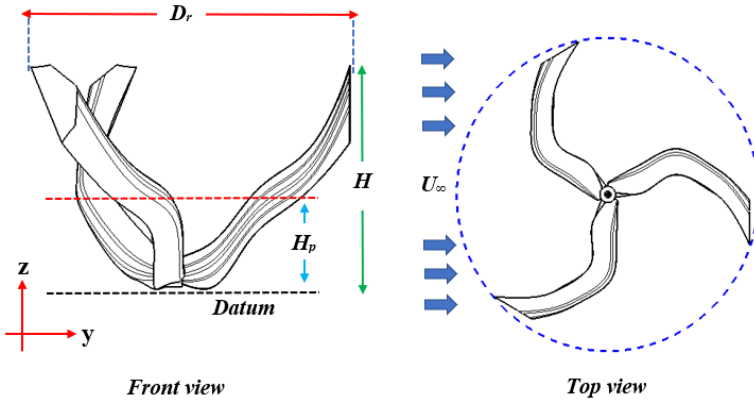 Dᵣ
H
U∞
Hₚ
z
Datum
y
Front view
Top view